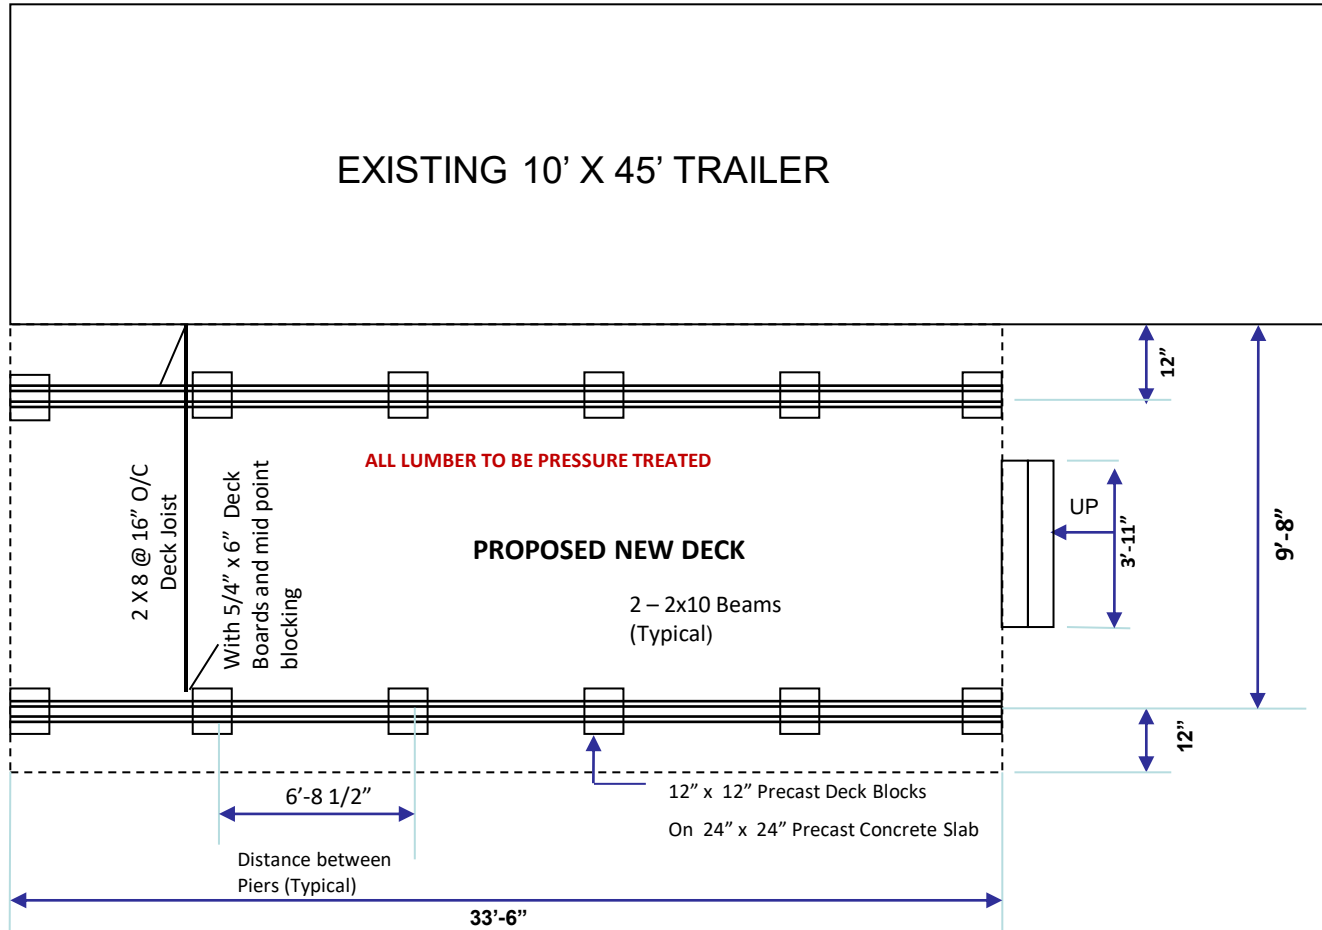 EXISTING 10’ X 45’ TRAILER
12”
ALL LUMBER TO BE PRESSURE TREATED
2 X 8 @ 16” O/C
Deck Joist
With 5/4” x 6” Deck
Boards and mid point
blocking
PROPOSED NEW DECK
2 – 2x10 Beams
(Typical)
UP
3’-11”
9’-8”
12”
6’-8 1/2”
12” x 12” Precast Deck Blocks
On 24” x 24” Precast Concrete Slab
Distance between
Piers (Typical)
33’-6”